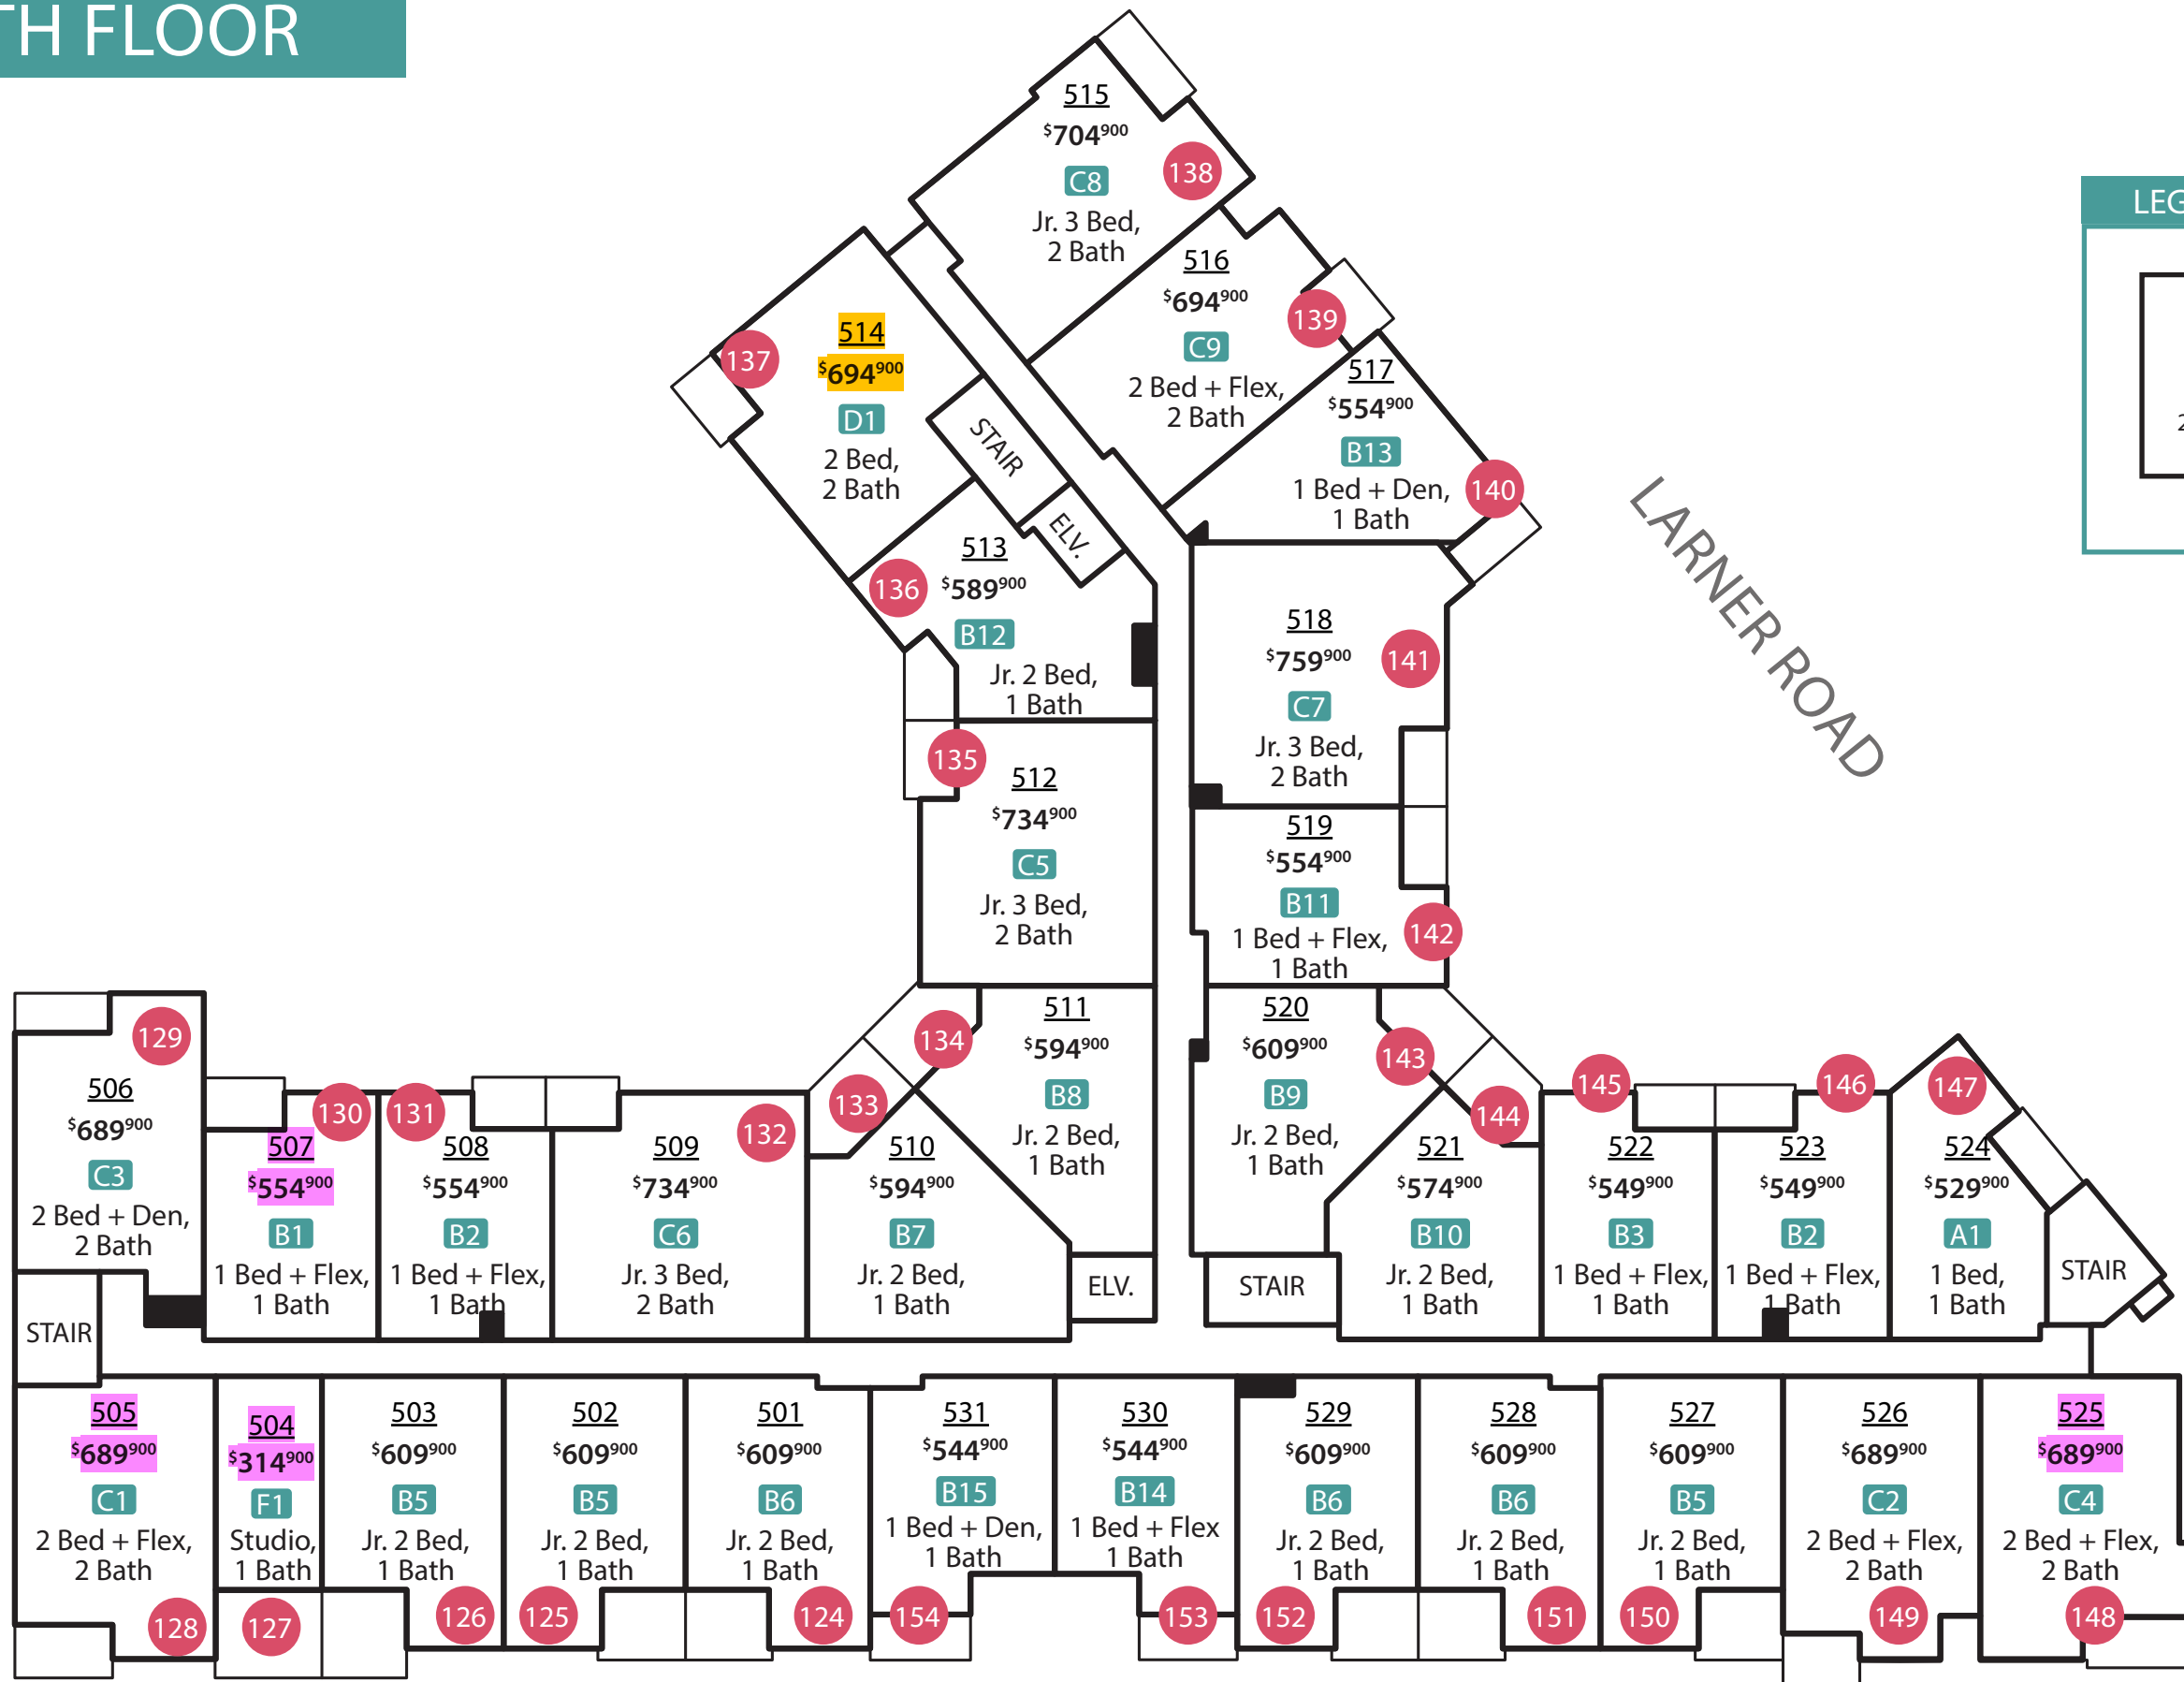 TH FLOOR
LEG
2
515
$704900
C8
Jr. 3 Bed,
2 Bath
138
516
$694900
C9
2 Bed + Flex,
2 Bath
139
514
$694900
D1
2 Bed,
2 Bath
137
STAIR
ELV.
517
$554900
B13
1 Bed + Den,
1 Bath
140
LARNER ROAD
513
$589900
B12
Jr. 2 Bed,
1 Bath
136
518
$759900
C7
Jr. 3 Bed,
2 Bath
141
512
$734900
C5
Jr. 3 Bed,
2 Bath
135
519
$554900
B11
1 Bed + Flex,
1 Bath
142
506
$689900
C3
2 Bed + Den,
2 Bath
129
STAIR
507
$554900
B1
1 Bed + Flex,
1 Bath
130
508
$554900
B2
1 Bed + Flex,
1 Bath
131
509
$734900
C6
Jr. 3 Bed,
2 Bath
132
510
$594900
B7
Jr. 2 Bed,
1 Bath
133
511
$594900
B8
Jr. 2 Bed,
1 Bath
134
ELV.
520
$609900
B9
Jr. 2 Bed,
1 Bath
143
STAIR
521
$574900
B10
Jr. 2 Bed,
1 Bath
144
522
$549900
B3
1 Bed + Flex,
1 Bath
145
523
$549900
B2
1 Bed + Flex,
1 Bath
146
524
$529900
A1
1 Bed,
1 Bath
147
STAIR
505
$689900
C1
2 Bed + Flex,
2 Bath
128
504
$314900
F1
Studio,
1 Bath
127
503
$609900
B5
Jr. 2 Bed,
1 Bath
126
502
$609900
B5
Jr. 2 Bed,
1 Bath
125
501
$609900
B6
Jr. 2 Bed,
1 Bath
124
531
$544900
B15
1 Bed + Den,
1 Bath
154
530
$544900
B14
1 Bed + Flex
1 Bath
153
529
$609900
B6
Jr. 2 Bed,
1 Bath
152
528
$609900
B6
Jr. 2 Bed,
1 Bath
151
527
$609900
B5
Jr. 2 Bed,
1 Bath
150
526
$689900
C2
2 Bed + Flex,
2 Bath
149
525
$689900
C4
2 Bed + Flex,
2 Bath
148